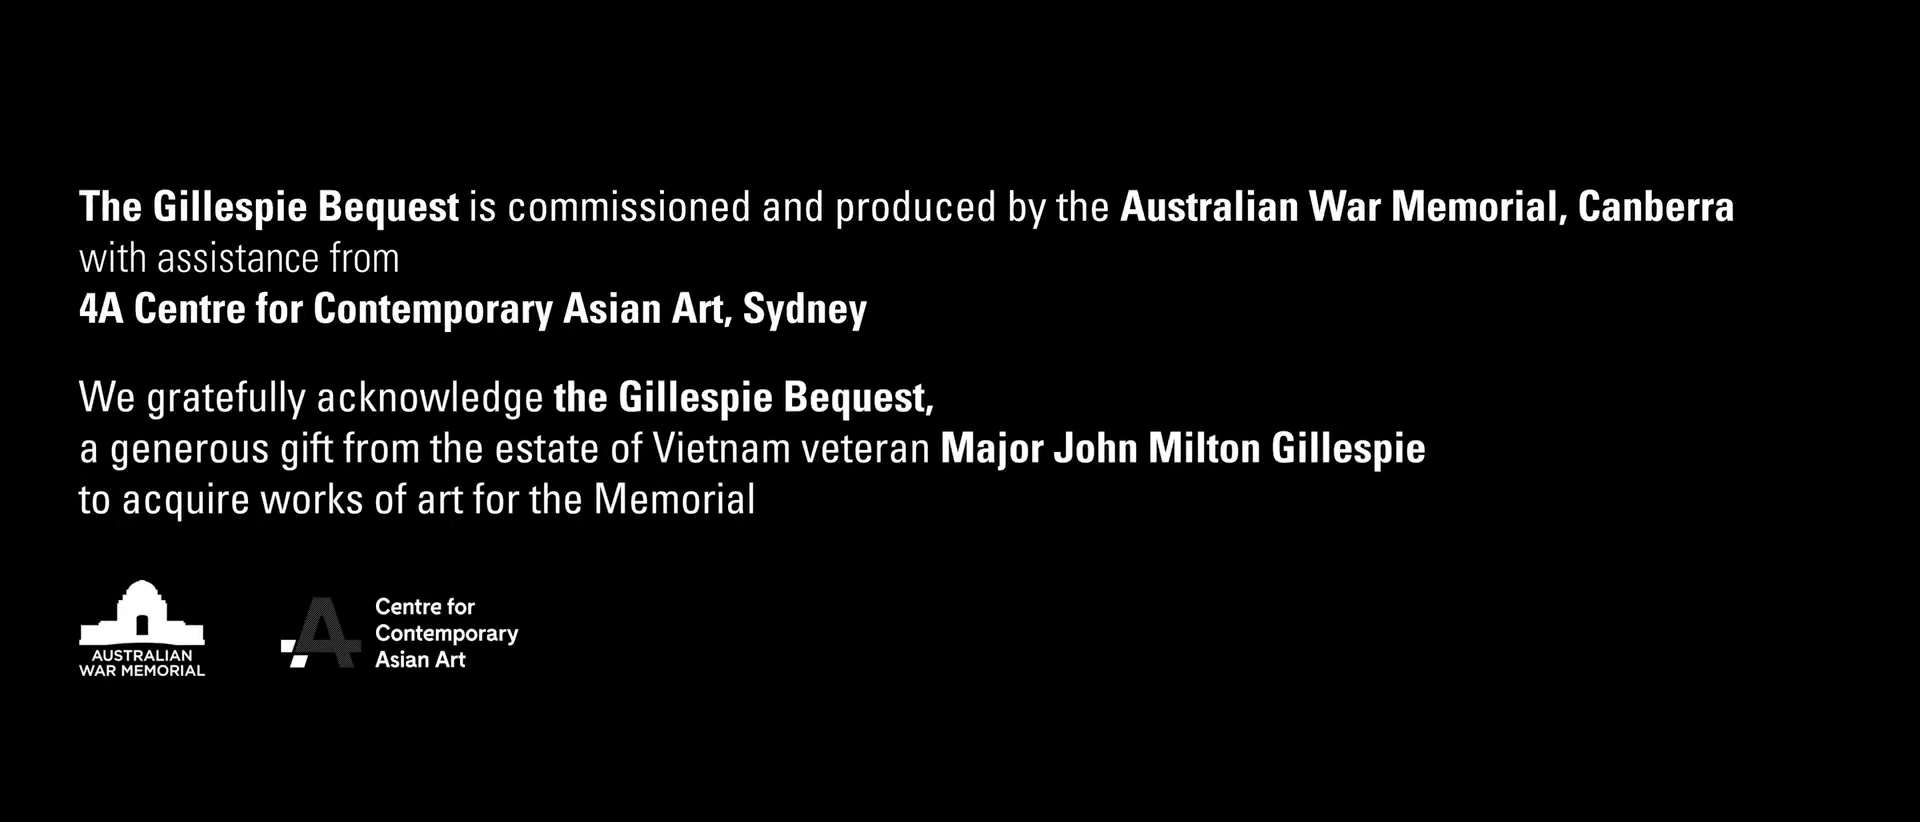 The Gillespie Bequest is commissioned and produced by the Australian War Memorial, Canberra
with assistance from
4A Centre for Contemporary Asian Art, Sydney
We gratefully acknowledge the Gillespie Bequest,
a generous gift from the estate of Vietnam veteran Major John Milton Gillespie
to acquire works of art for the Memorial
AUSTRALIAN
WAR MEMORIAL
4A
Centre for
Contemporary
Asian Art